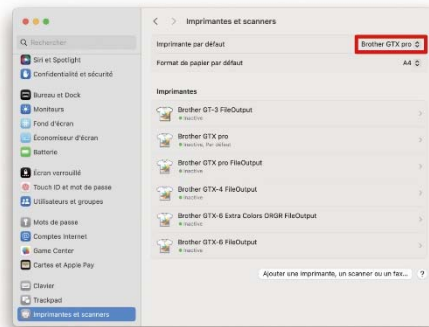 Imprimantes et scanners
Rechercher
Siri et Spotlight
Confidentialité et sécurité
Bureau et Dock
Moniteurs
Fond d'écran
Économiseur d'écran
Batterie
Écran verrouillé
Touch ID et mot de passe
Utilisateurs et groupes
Mots de passe
Comptes Internet
Game Center
Cartes et Apple Pay
Clavier
Trackpad
Imprimantes et scanners
Imprimante par défaut
Brother GTX pro
Format de papier par défaut
A4
Imprimantes
Brother GT-3 FileOutput
Inactive
Brother GTX pro
Inactive, Par défaut
Brother GTX pro FileOutput
Inactive
Brother GTX-4 FileOutput
Inactive
Brother GTX-6 Extra Colors ORGR FileOutput
Inactive
Brother GTX-6 FileOutput
Inactive
Ajouter une imprimante, un scanner ou un fax...
?